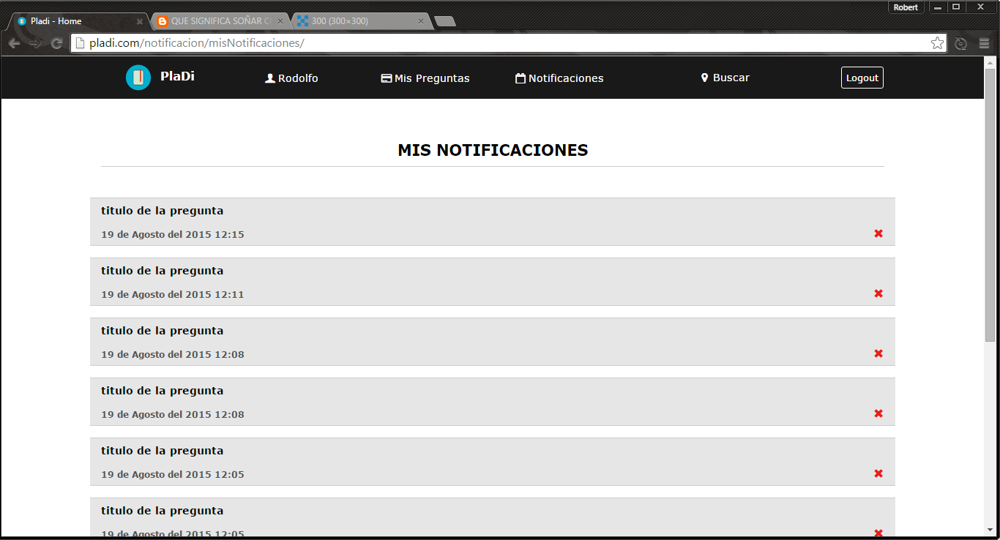 Robert
Pladi - Home QUE SIGNIFICA SOÑAR C 300 (300×300)
pladi.com/notificacion/misNotificaciones/
PlaDi Rodolfo Mis Preguntas Notificaciones Buscar Logout
MIS NOTIFICACIONES
titulo de la pregunta
19 de Agosto del 2015 12:15
titulo de la pregunta
19 de Agosto del 2015 12:11
titulo de la pregunta
19 de Agosto del 2015 12:08
titulo de la pregunta
19 de Agosto del 2015 12:08
titulo de la pregunta
19 de Agosto del 2015 12:05
titulo de la pregunta
19 de Agosto del 2015 12:05